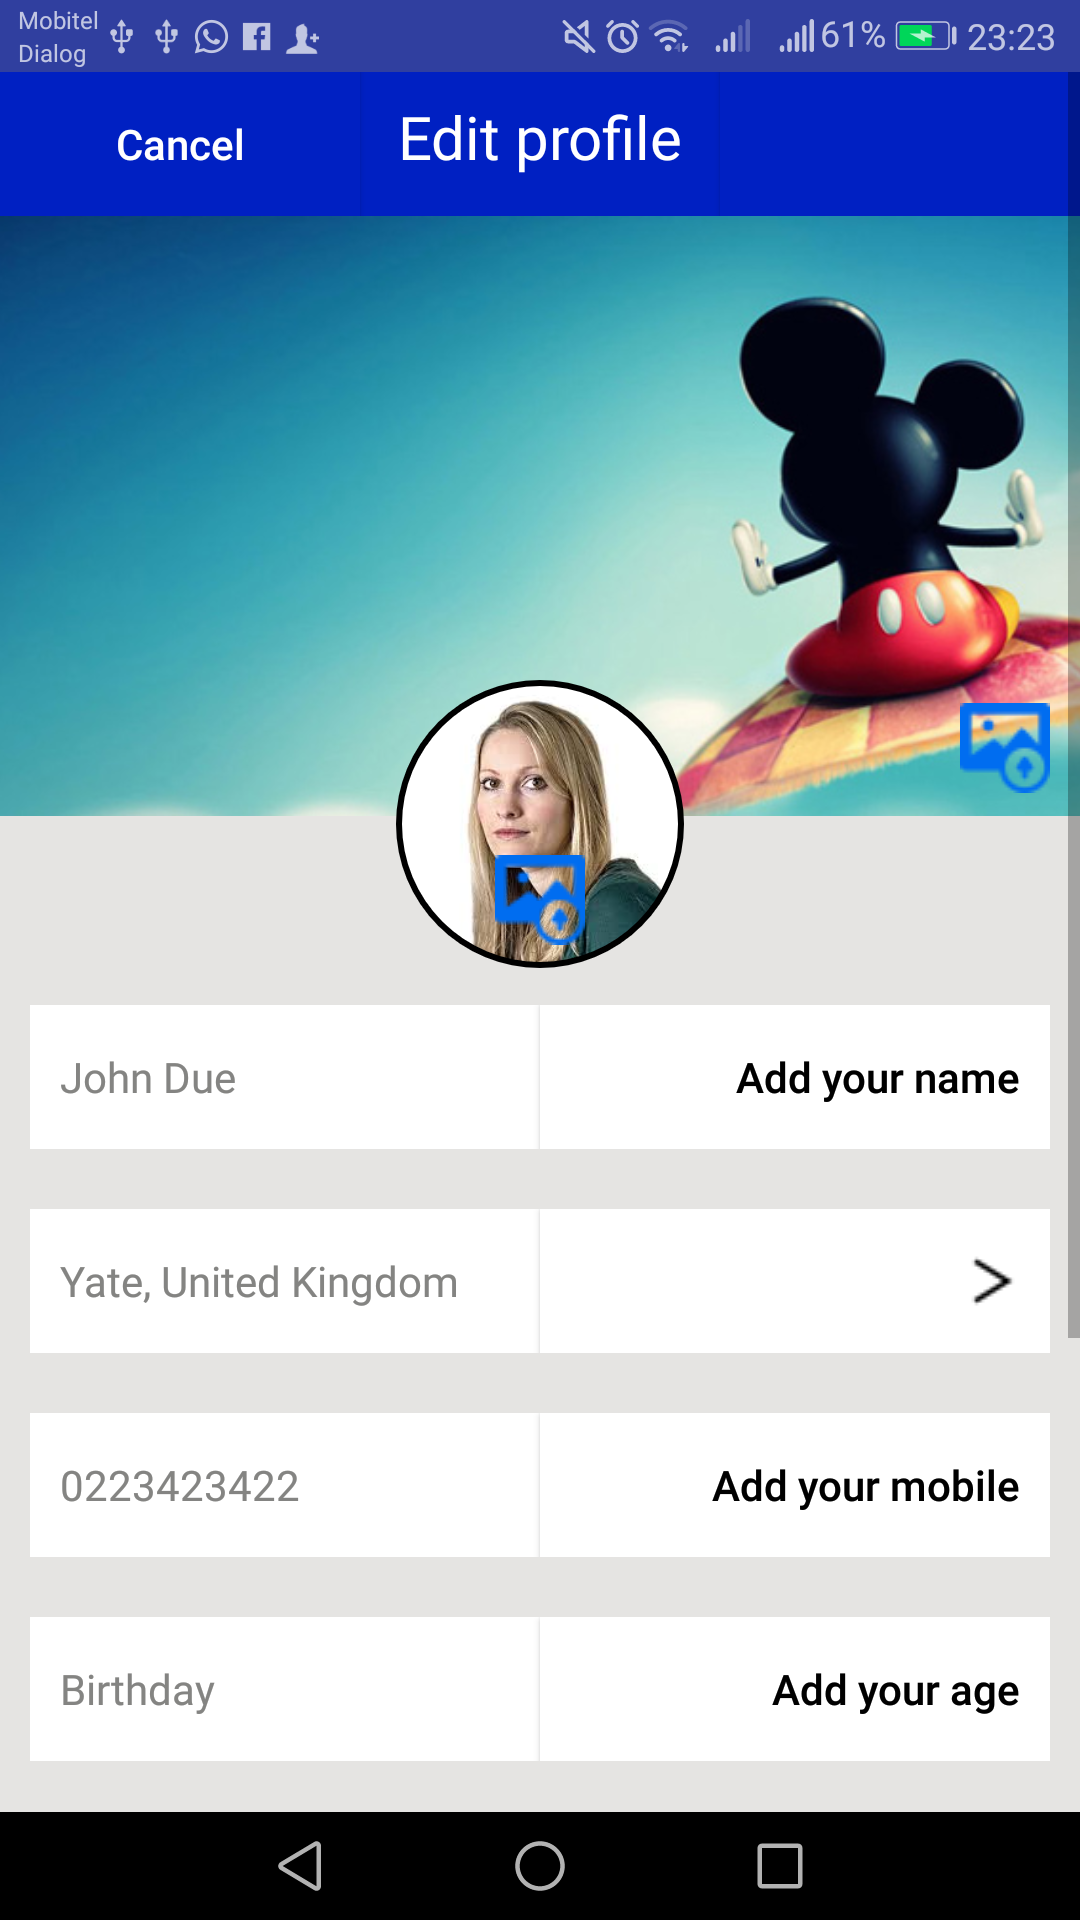 Mobitel
Dialog
61% 23:23
Cancel
Edit profile
John Due
Add your name
Yate, United Kingdom
0223423422
Add your mobile
Birthday
Add your age